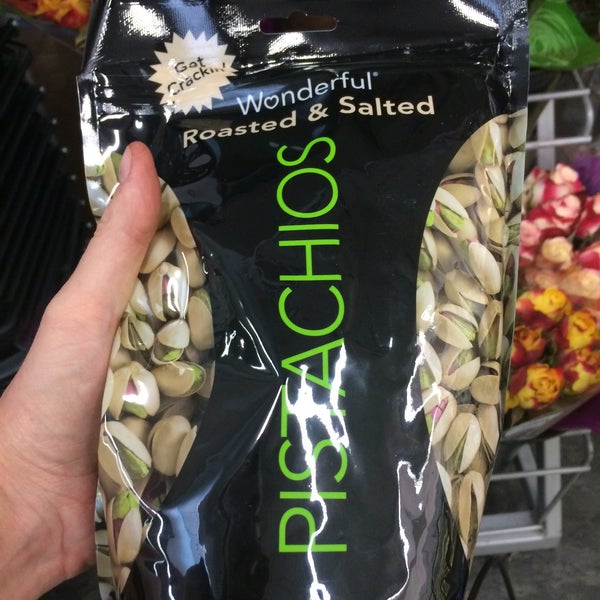 Get
Crackin'
Wonderful®
Roasted & Salted
PISTACHIOS